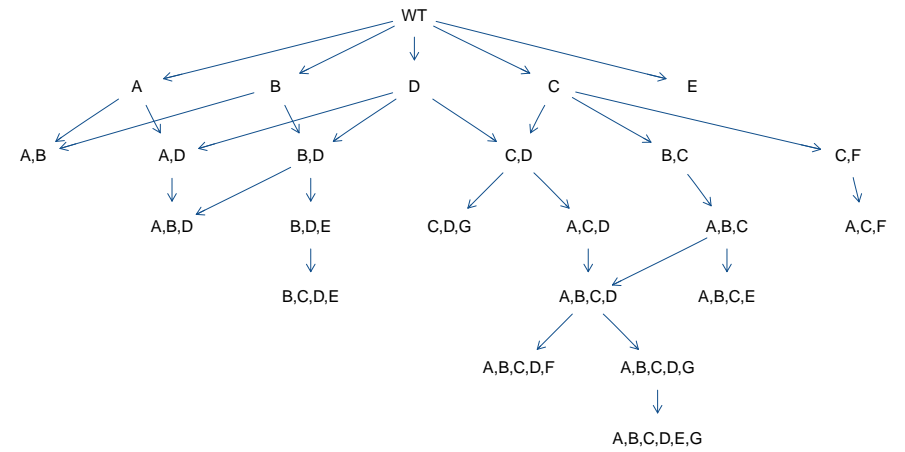 WT
A B D C E
A,B A,D B,D C,D B,C C,F
A,B,D B,D,E C,D,G A,C,D A,B,C A,C,F
B,C,D,E A,B,C,D A,B,C,E
A,B,C,D,F A,B,C,D,G
A,B,C,D,E,G